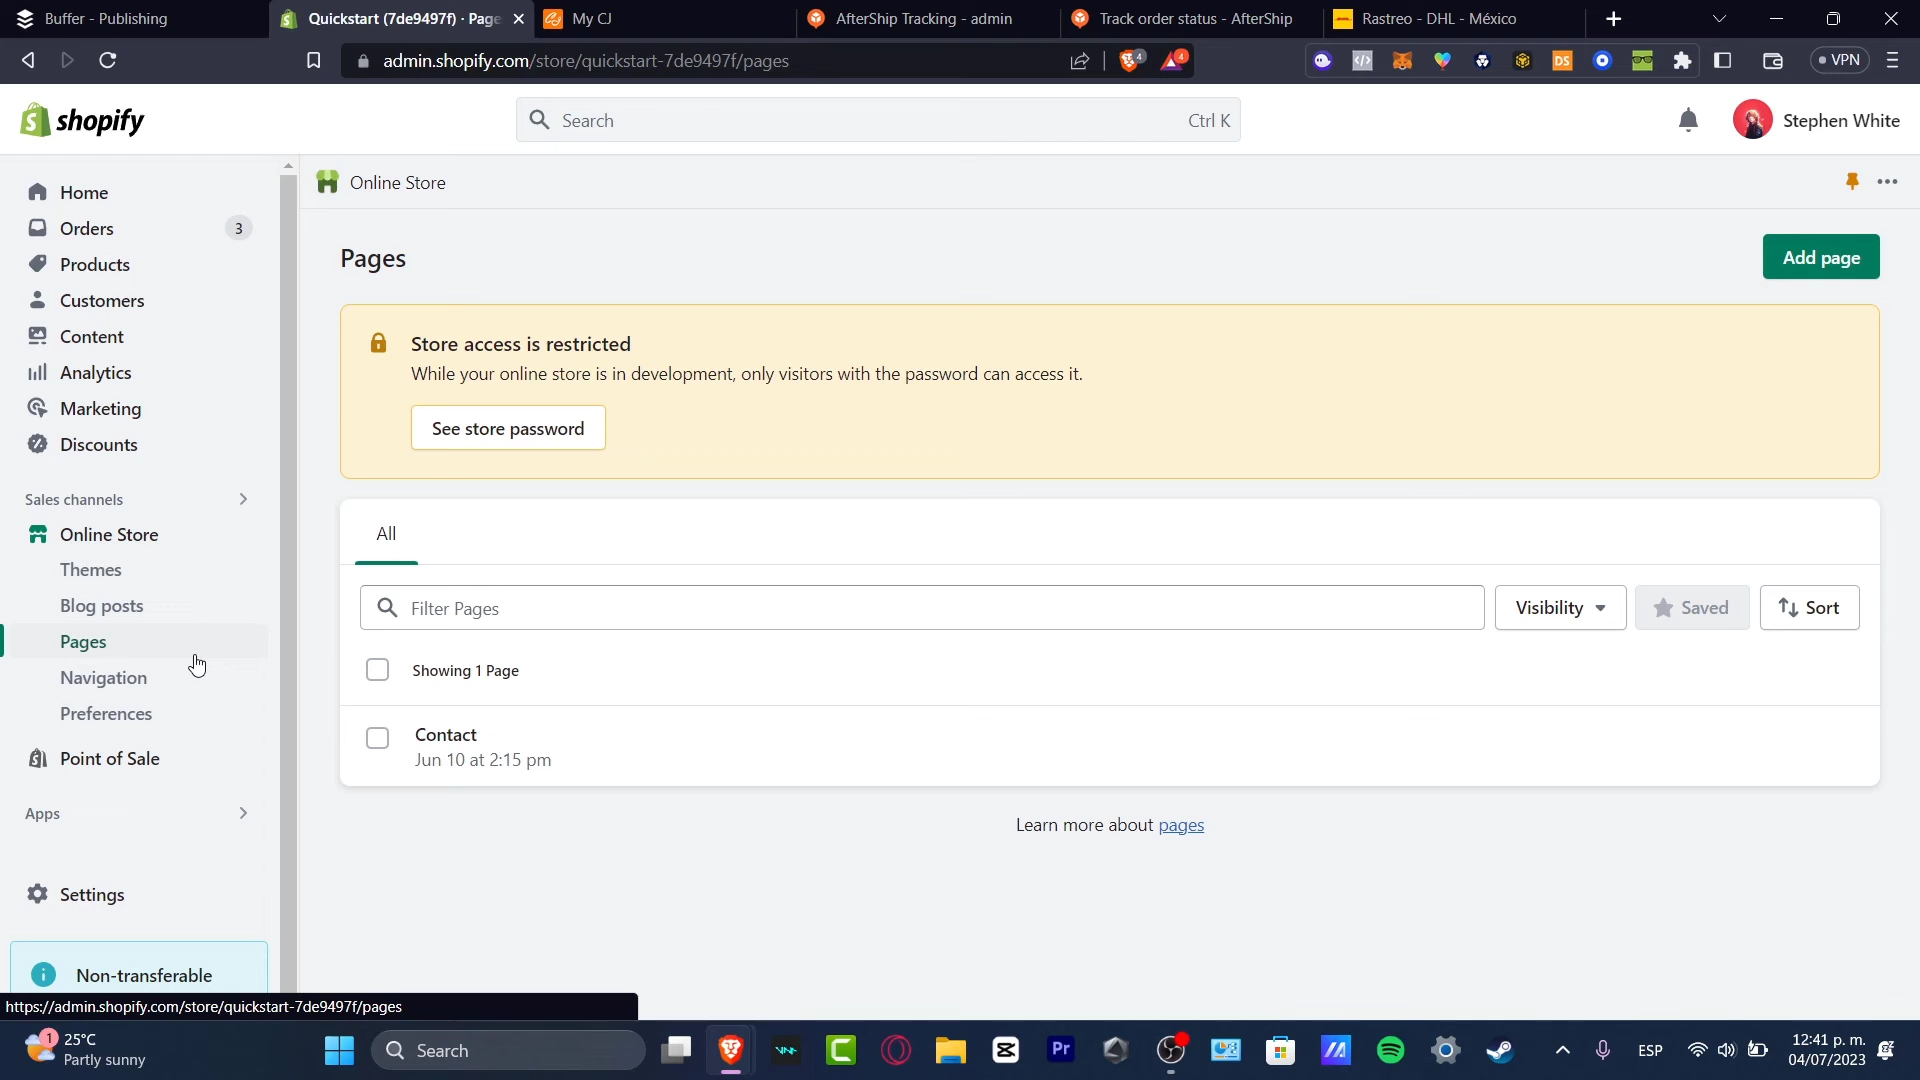 Buffer - Publishing
Quickstart (7de9497f) · Page
My CJ
AfterShip Tracking - admin
Track order status - AfterShip
Rastreo - DHL - México
admin.shopify.com/store/quickstart-7de9497f/pages
4
4
DS
VPN
shopify
Search
Ctrl K
Stephen White
Home
Orders
3
Products
Customers
Content
Analytics
Marketing
Discounts
Sales channels
Online Store
Themes
Blog posts
Pages
Navigation
Preferences
Point of Sale
Apps
Settings
Non-transferable
https://admin.shopify.com/store/quickstart-7de9497f/pages
Online Store
Pages
Add page
Store access is restricted
While your online store is in development, only visitors with the password can access it.
See store password
All
Filter Pages
Visibility
Saved
Sort
Showing 1 Page
Contact
Jun 10 at 2:15 pm
Learn more about pages
1
25°C
Partly sunny
Search
Pr
ESP
12:41 p. m.
04/07/2023